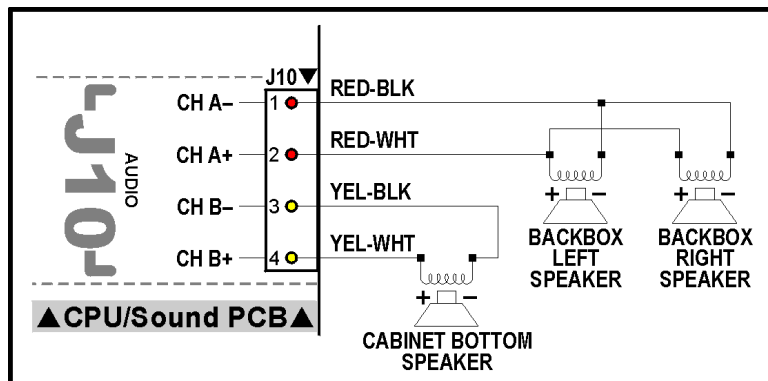 J10▼
CH A– 1 RED-BLK
CH A+ 2 RED-WHT
CH B– 3 YEL-BLK
CH B+ 4 YEL-WHT
J10
AUDIO
▲CPU/Sound PCB▲
+ –
BACKBOX
LEFT
SPEAKER
+ –
BACKBOX
RIGHT
SPEAKER
+ –
CABINET BOTTOM
SPEAKER